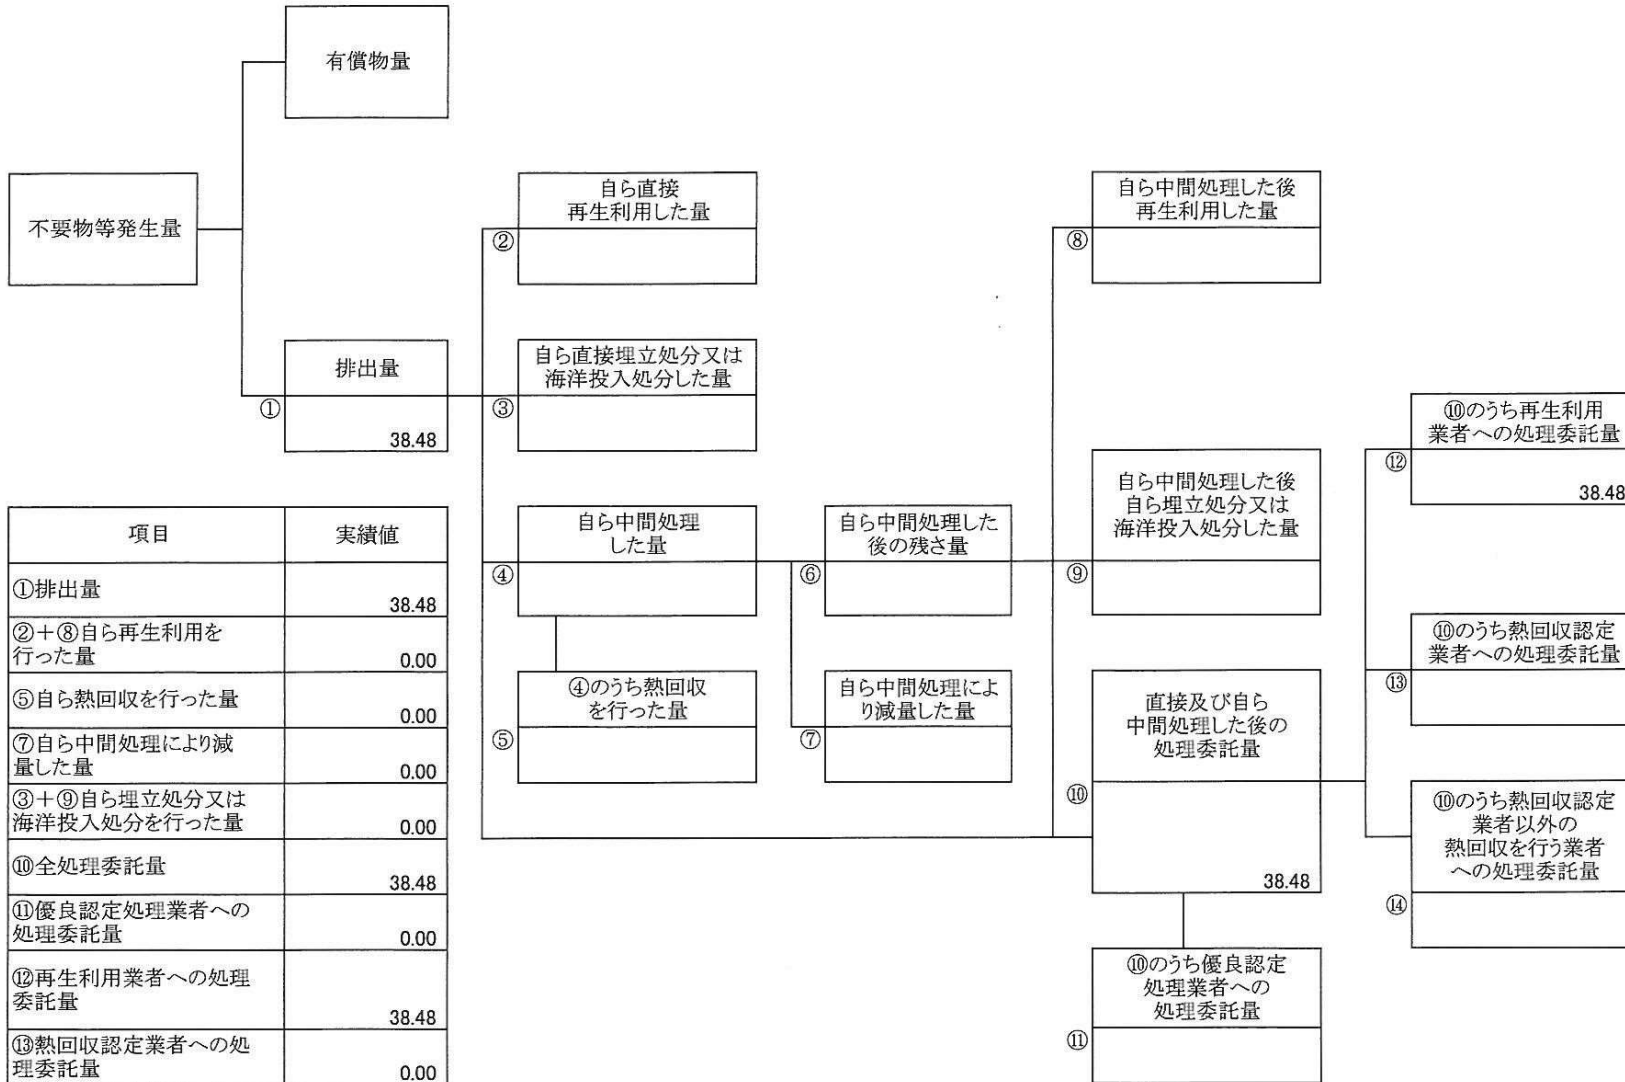 有償物量
不要物等発生量
自ら直接
再生利用した量
②
自ら中間処理した後
再生利用した量
⑧
排出量
①
38.48
自ら直接埋立処分又は
海洋投入処分した量
③
⑩のうち再生利用
業者への処理委託量
⑫
38.48
自ら中間処理した後
自ら埋立処分又は
海洋投入処分した量
⑨
自ら中間処理
した量
④
自ら中間処理した
後の残さ量
⑥
④のうち熱回収
を行った量
⑤
自ら中間処理によ
り減量した量
⑦
直接及び自ら
中間処理した後の
処理委託量
⑩
38.48
⑩のうち熱回収認定
業者への処理委託量
⑬
⑩のうち熱回収認定
業者以外の
熱回収を行う業者
への処理委託量
⑭
⑩のうち優良認定
処理業者への
処理委託量
⑪
項目 実績値
①排出量
38.48
②＋⑧自ら再生利用を
行った量
0.00
⑤自ら熱回収を行った量
0.00
⑦自ら中間処理により減
量した量
0.00
③＋⑨自ら埋立処分又は
海洋投入処分を行った量
0.00
⑩全処理委託量
38.48
⑪優良認定処理業者への
処理委託量
0.00
⑫再生利用業者への処理
委託量
38.48
⑬熱回収認定業者への処
理委託量
0.00